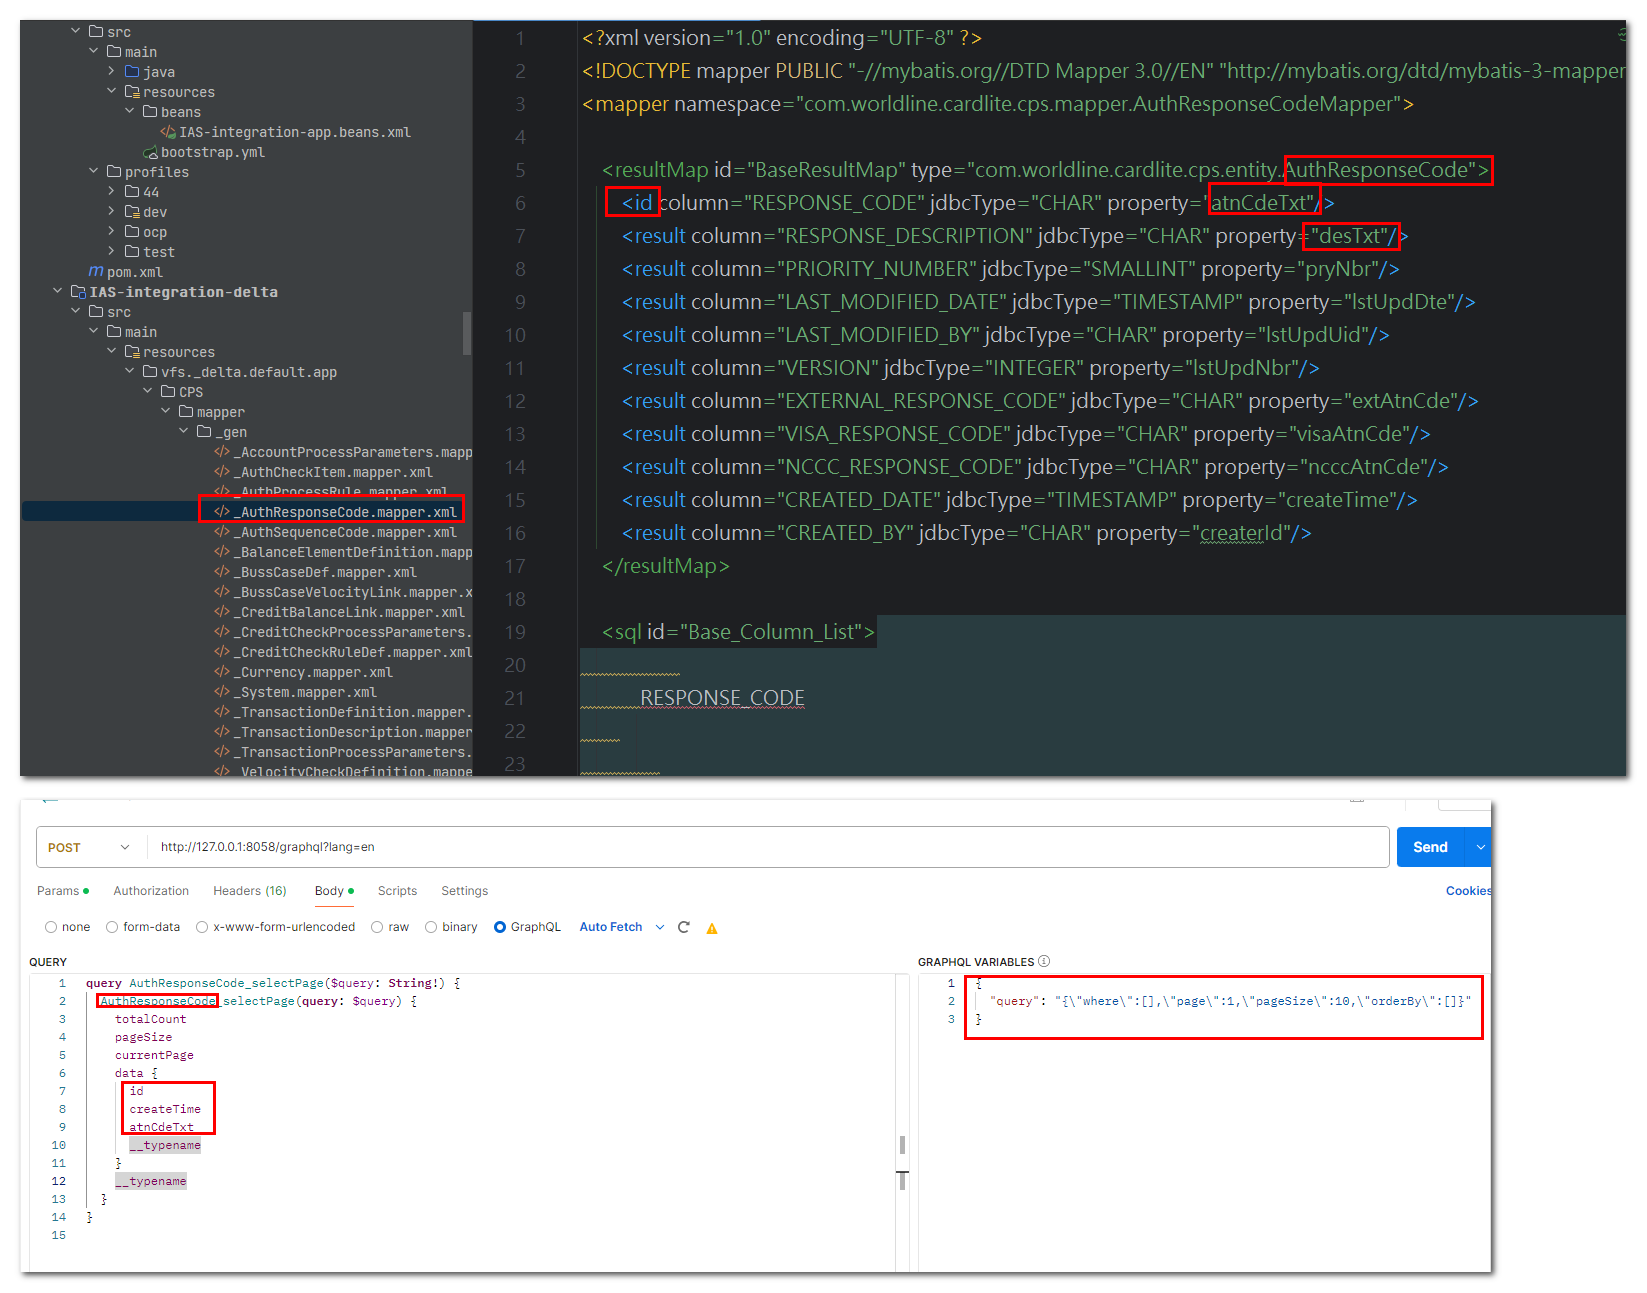 src
main
java
resources
beans
IAS-integration-app.beans.xml
bootstrap.yml
profiles
44
dev
ocp
test
pom.xml
IAS-integration-delta
src
main
resources
vfs._delta.default.app
CPS
mapper
_gen
_AccountProcessParameters.mapp
_AuthCheckItem.mapper.xml
_AuthProcessRule.mapper.xml
_AuthResponseCode.mapper.xml
_AuthSequenceCode.mapper.xml
_BalanceElementDefinition.mapp
_BussCaseDef.mapper.xml
_BussCaseVelocityLink.mapper.x
_CreditBalanceLink.mapper.xml
_CreditCheckProcessParameters.
_CreditCheckRuleDef.mapper.xml
_Currency.mapper.xml
_System.mapper.xml
_TransactionDefinition.mapper.
_TransactionDescription.mapper
_TransactionProcessParameters.
_VelocityCheckDefinition.mappe
1 <?xml version="1.0" encoding="UTF-8" ?>
2 <!DOCTYPE mapper PUBLIC "-//mybatis.org//DTD Mapper 3.0//EN" "http://mybatis.org/dtd/mybatis-3-mapper
3 <mapper namespace="com.worldline.cardlite.cps.mapper.AuthResponseCodeMapper">
4
5 <resultMap id="BaseResultMap" type="com.worldline.cardlite.cps.entity.AuthResponseCode">
6 <id column="RESPONSE_CODE" jdbcType="CHAR" property="atnCdeTxt"/>
7 <result column="RESPONSE_DESCRIPTION" jdbcType="CHAR" property="desTxt"/>
8 <result column="PRIORITY_NUMBER" jdbcType="SMALLINT" property="pryNbr"/>
9 <result column="LAST_MODIFIED_DATE" jdbcType="TIMESTAMP" property="lstUpdDte"/>
10 <result column="LAST_MODIFIED_BY" jdbcType="CHAR" property="lstUpdUid"/>
11 <result column="VERSION" jdbcType="INTEGER" property="lstUpdNbr"/>
12 <result column="EXTERNAL_RESPONSE_CODE" jdbcType="CHAR" property="extAtnCde"/>
13 <result column="VISA_RESPONSE_CODE" jdbcType="CHAR" property="visaAtnCde"/>
14 <result column="NCCC_RESPONSE_CODE" jdbcType="CHAR" property="ncccAtnCde"/>
15 <result column="CREATED_DATE" jdbcType="TIMESTAMP" property="createTime"/>
16 <result column="CREATED_BY" jdbcType="CHAR" property="createrId"/>
17 </resultMap>
18
19 <sql id="Base_Column_List">
20
21 RESPONSE_CODE
22
23
POST http://127.0.0.1:8058/graphql?lang=en Send
Params Authorization Headers (16) Body Scripts Settings Cookies
none form-data x-www-form-urlencoded raw binary GraphQL Auto Fetch
QUERY
1 query AuthResponseCode_selectPage($query: String!) {
2 AuthResponseCode_selectPage(query: $query) {
3 totalCount
4 pageSize
5 currentPage
6 data {
7 id
8 createTime
9 atnCdeTxt
10 __typename
11 }
12 __typename
13 }
14 }
15
GRAPHQL VARIABLES
1 {
2 "query": "{\"where\":[],\"page\":1,\"pageSize\":10,\"orderBy\":[]}"
3 }